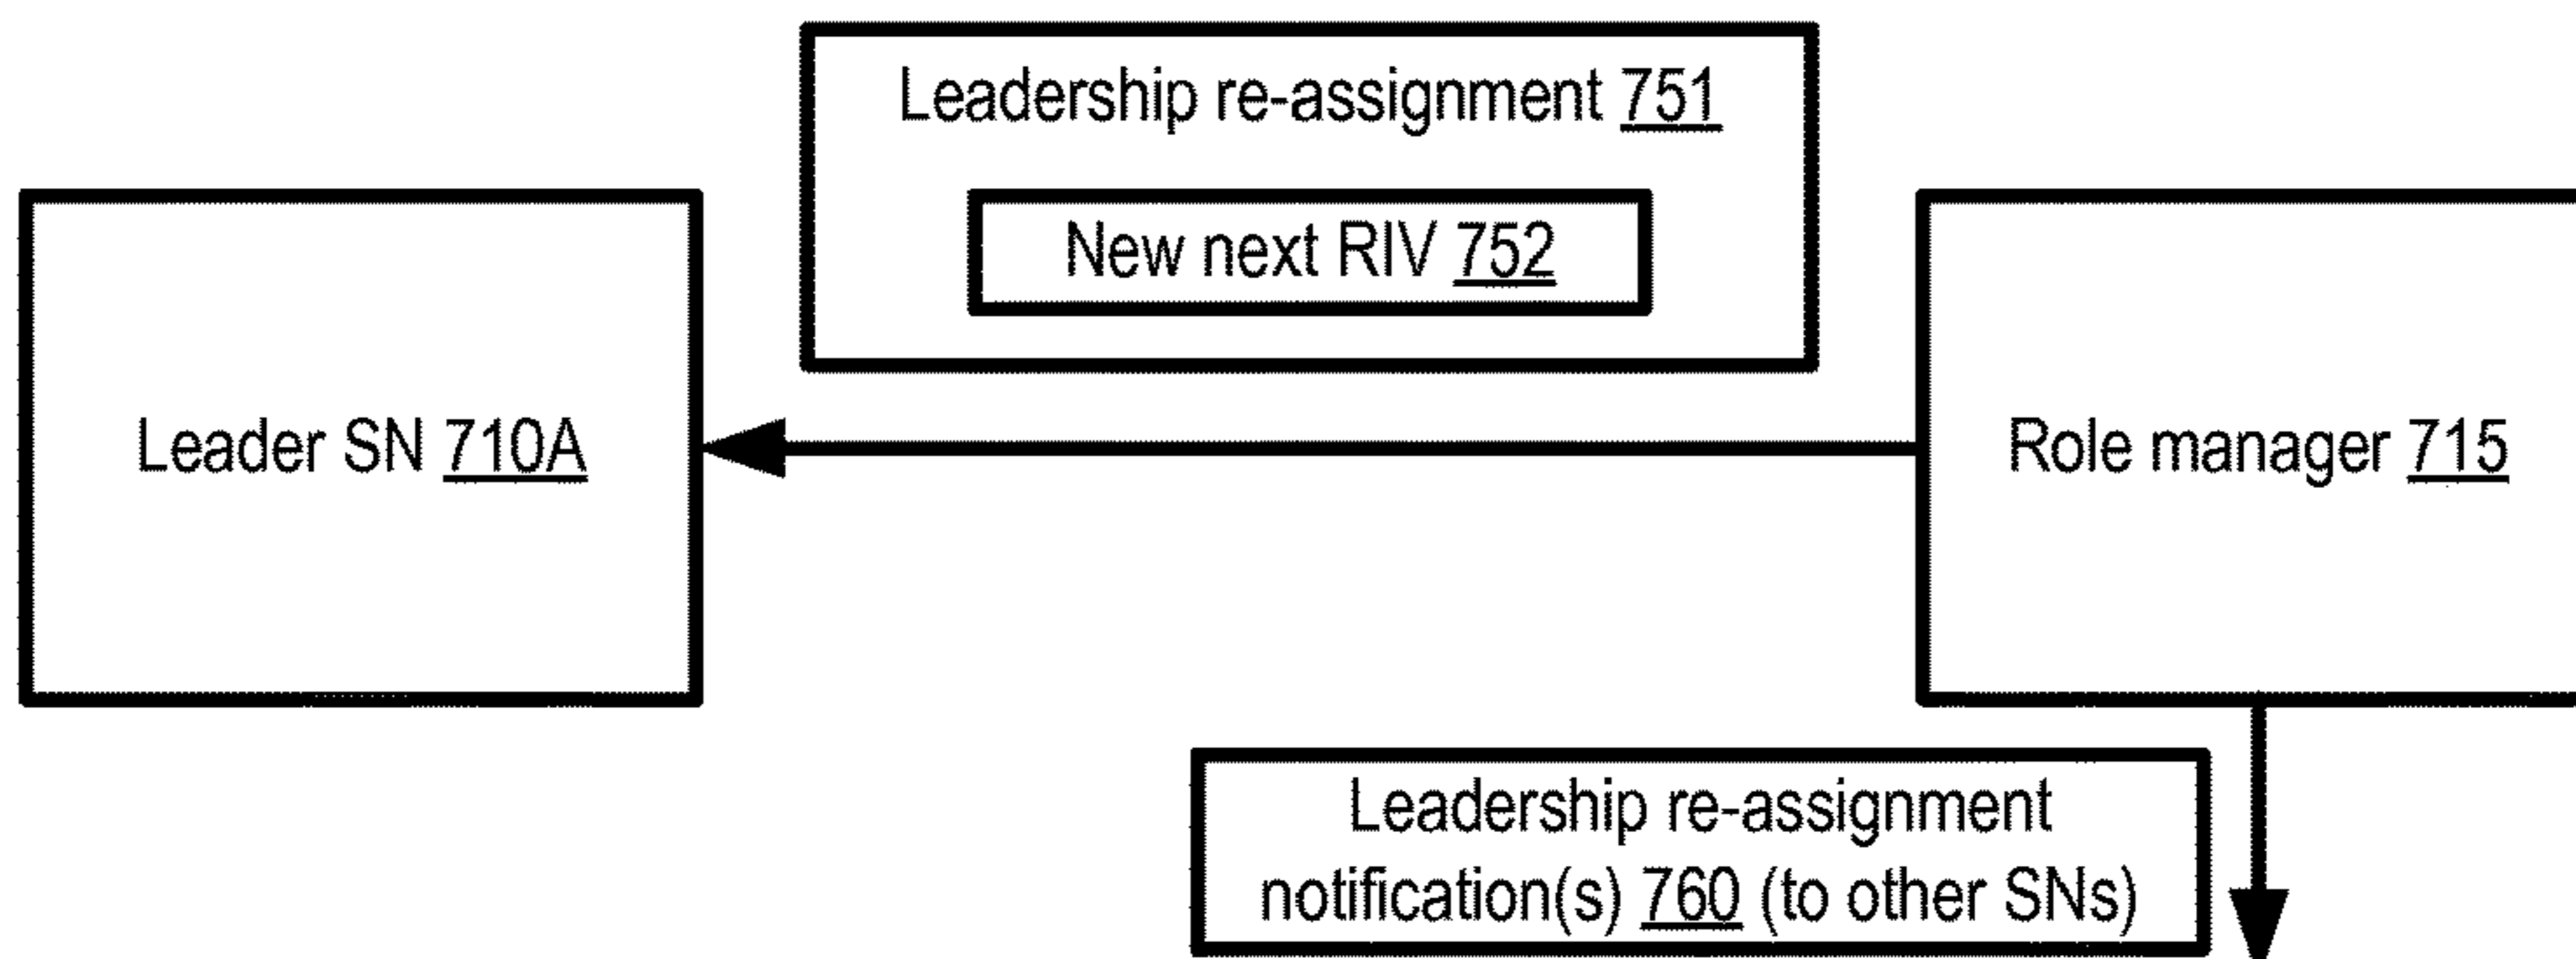 Leadership re-assignment 751
New next RIV 752
Leader SN 710A
Role manager 715
Leadership re-assignment
notification(s) 760 (to other SNs)